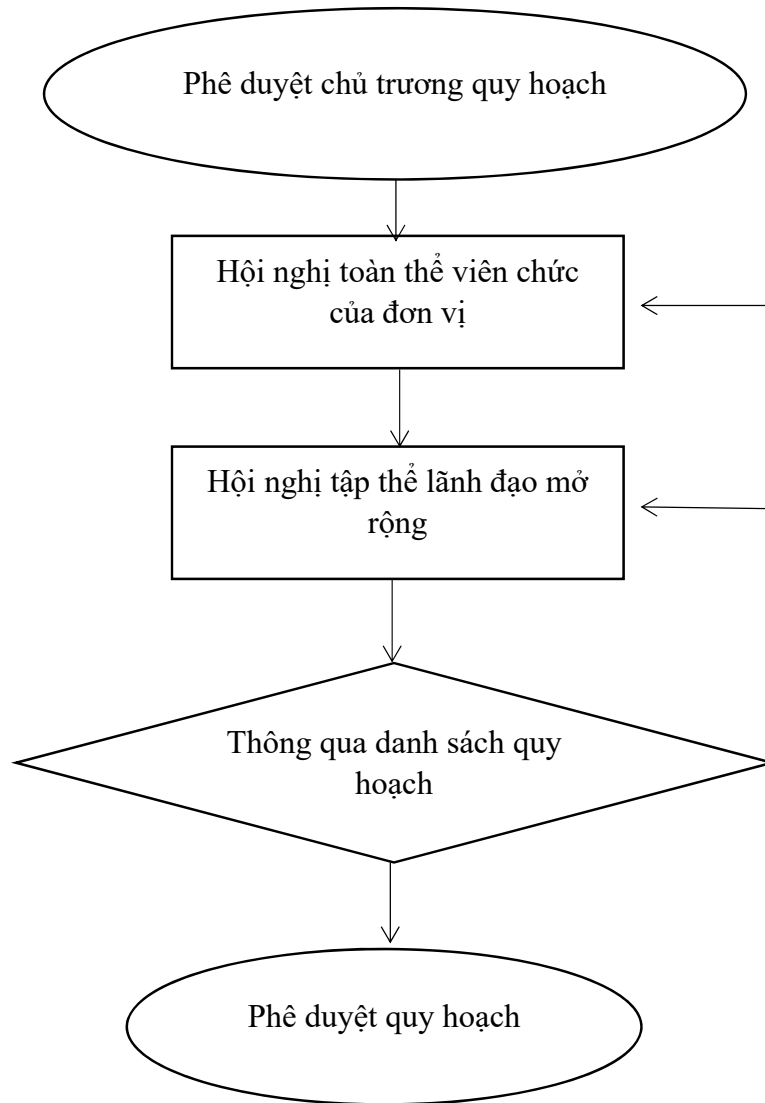 Phê duyệt chủ trương quy hoạch
Hội nghị toàn thể viên chức
của đơn vị
Hội nghị tập thể lãnh đạo mở
rộng
Thông qua danh sách quy
hoạch
Phê duyệt quy hoạch